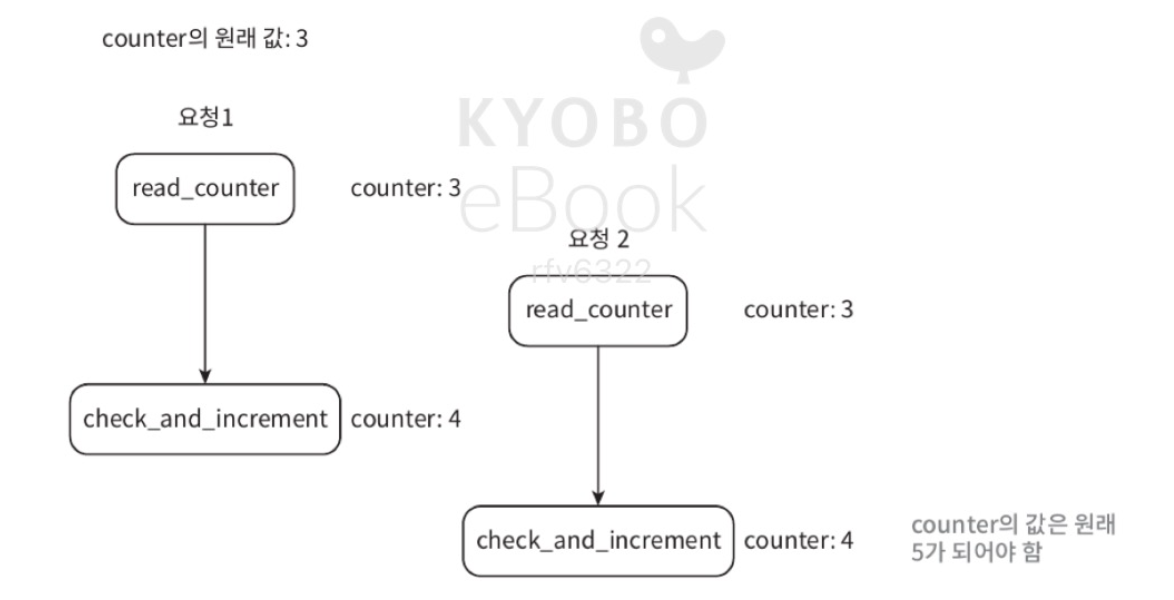 counter의 원래 값: 3
요청1
read_counter
counter: 3
KYOBO
eBook
요청 2
rfv6322
read_counter
counter: 3
check_and_increment
counter: 4
check_and_increment
counter: 4
counter의 값은 원래
5가 되어야 함